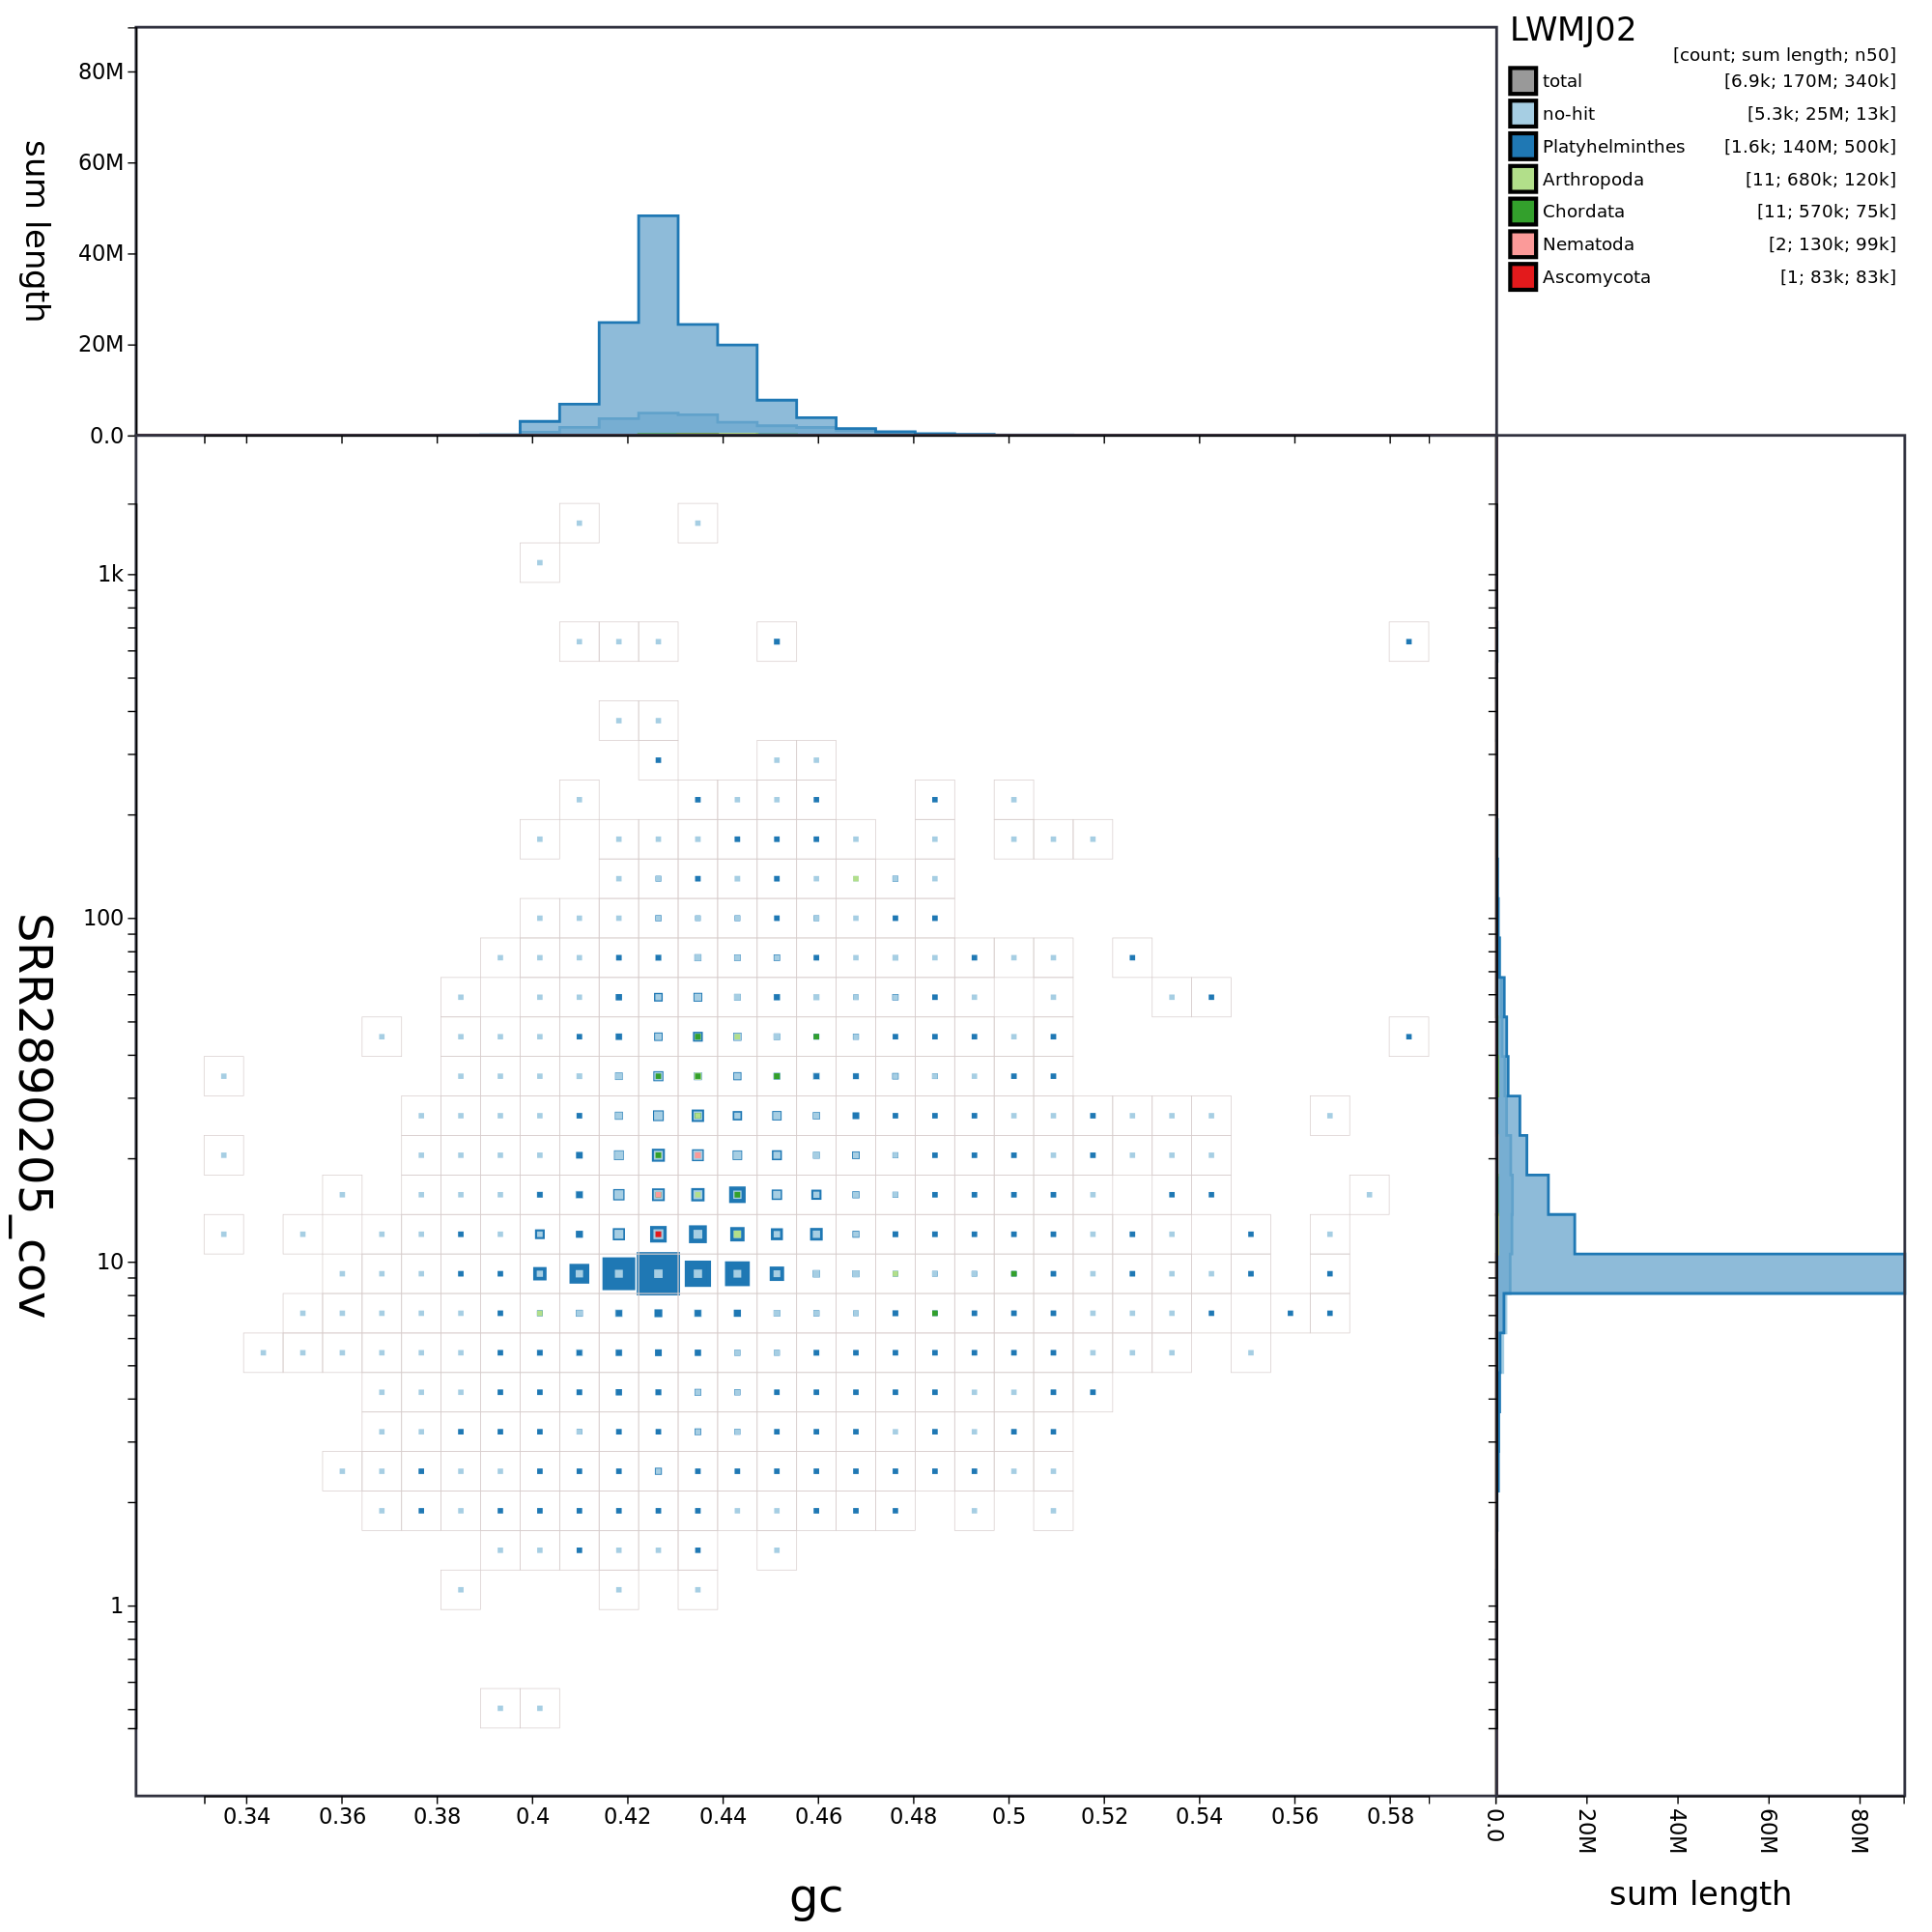 LWMJ02
[count; sum length; n50]
total [6.9k; 170M; 340k]
no-hit [5.3k; 25M; 13k]
Platyhelminthes [1.6k; 140M; 500k]
Arthropoda [11; 680k; 120k]
Chordata [11; 570k; 75k]
Nematoda [2; 130k; 99k]
Ascomycota [1; 83k; 83k]
sum length
80M
60M
40M
20M
0.0
SRR2890205_cov
1k
100
10
1
0.34 0.36 0.38 0.4 0.42 0.44 0.46 0.48 0.5 0.52 0.54 0.56 0.58
gc
0.0 20M 40M 60M 80M
sum length